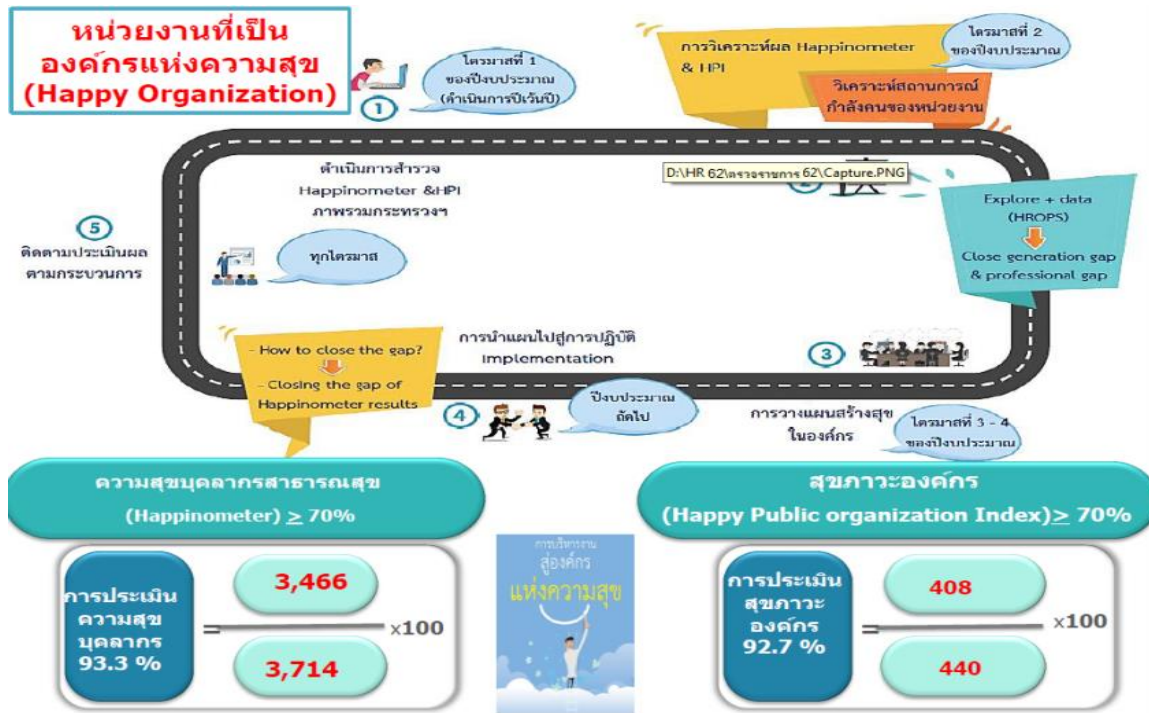 หน่วยงานที่เป็น
องค์กรแห่งความสุข
(Happy Organization)
1
ไตรมาสที่ 1
ของปีงบประมาณ
(ดำเนินการปีเว้นปี)
การวิเคราะห์ผล Happinometer
& HPI
ไตรมาสที่ 2
ของปีงบประมาณ
วิเคราะห์สถานการณ์
กำลังคนของหน่วยงาน
ดำเนินการสำรวจ
Happinometer &HPI
ภาพรวมกระทรวงฯ
D:\HR 62\ตรวจราชการ 62\Capture.PNG
Explore + data
(HROPS)
Close generation gap
& professional gap
5
ติดตามประเมินผล
ตามกระบวนการ
ทุกไตรมาส
- How to close the gap?
- Closing the gap of
Happinometer results
การนำแผนไปสู่การปฏิบัติ
Implementation
3
4
ปีงบประมาณ
ถัดไป
การวางแผนสร้างสุข
ในองค์กร
ไตรมาสที่ 3 - 4
ของปีงบประมาณ
ความสุขบุคลากรสาธารณสุข
(Happinometer) ≥ 70%
สุขภาวะองค์กร
(Happy Public organization Index)≥ 70%
การประเมิน
ความสุข
บุคลากร
93.3 %
=
3,466
3,714
x100
การบริหารงาน
สู่องค์กร
แห่งความสุข
การประเมิน
สุขภาวะ
องค์กร
92.7 %
=
408
440
x100